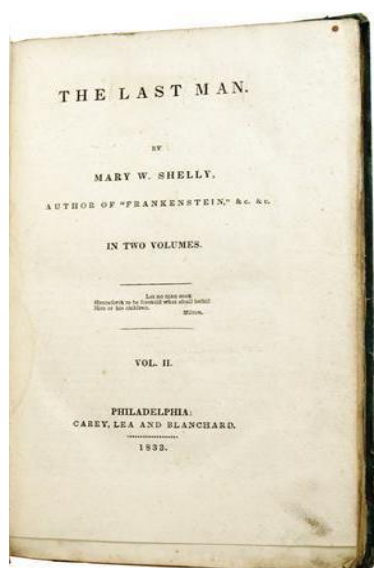 THE LAST MAN.
BY
MARY W. SHELLY,
AUTHOR OF "FRANKENSTEIN," &c. &c.
IN TWO VOLUMES.
Let no man seek
Henceforth to be foretold what shall befall
Him or his children.
Milton.
VOL. II.
PHILADELPHIA:
CAREY, LEA AND BLANCHARD.
1833.